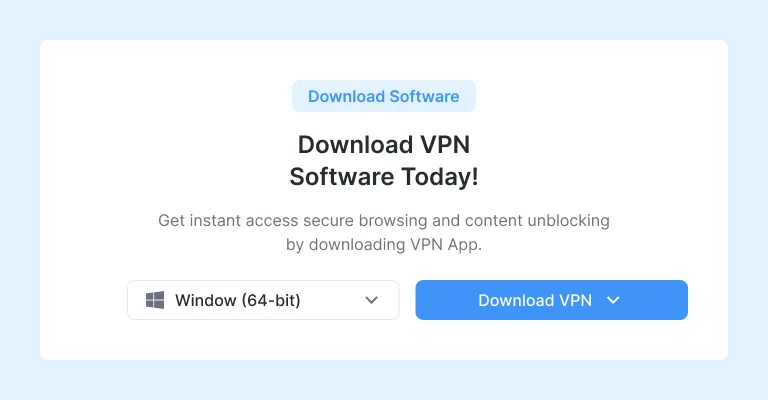 Download Software
Download VPN
Software Today!
Get instant access secure browsing and content unblocking
by downloading VPN App.
Window (64-bit)
Download VPN